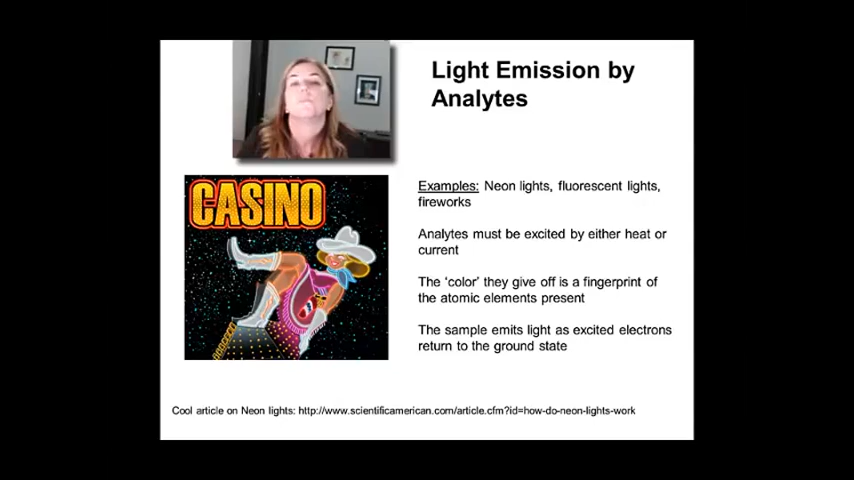 Light Emission by
Analytes
CASINO
Examples: Neon lights, fluorescent lights,
fireworks
Analytes must be excited by either heat or
current
The ‘color’ they give off is a fingerprint of
the atomic elements present
The sample emits light as excited electrons
return to the ground state
Cool article on Neon lights: http://www.scientificamerican.com/article.cfm?id=how-do-neon-lights-work